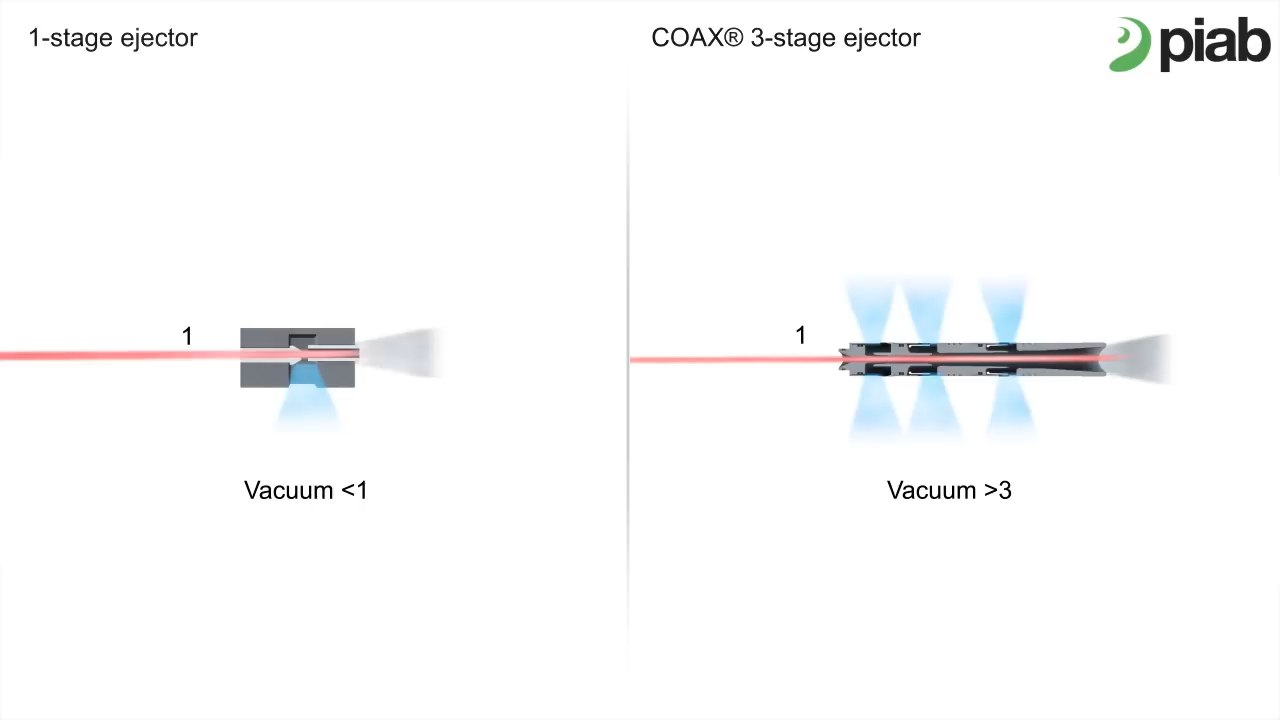 1-stage ejector
COAX® 3-stage ejector
piab
1
1
Vacuum <1
Vacuum >3